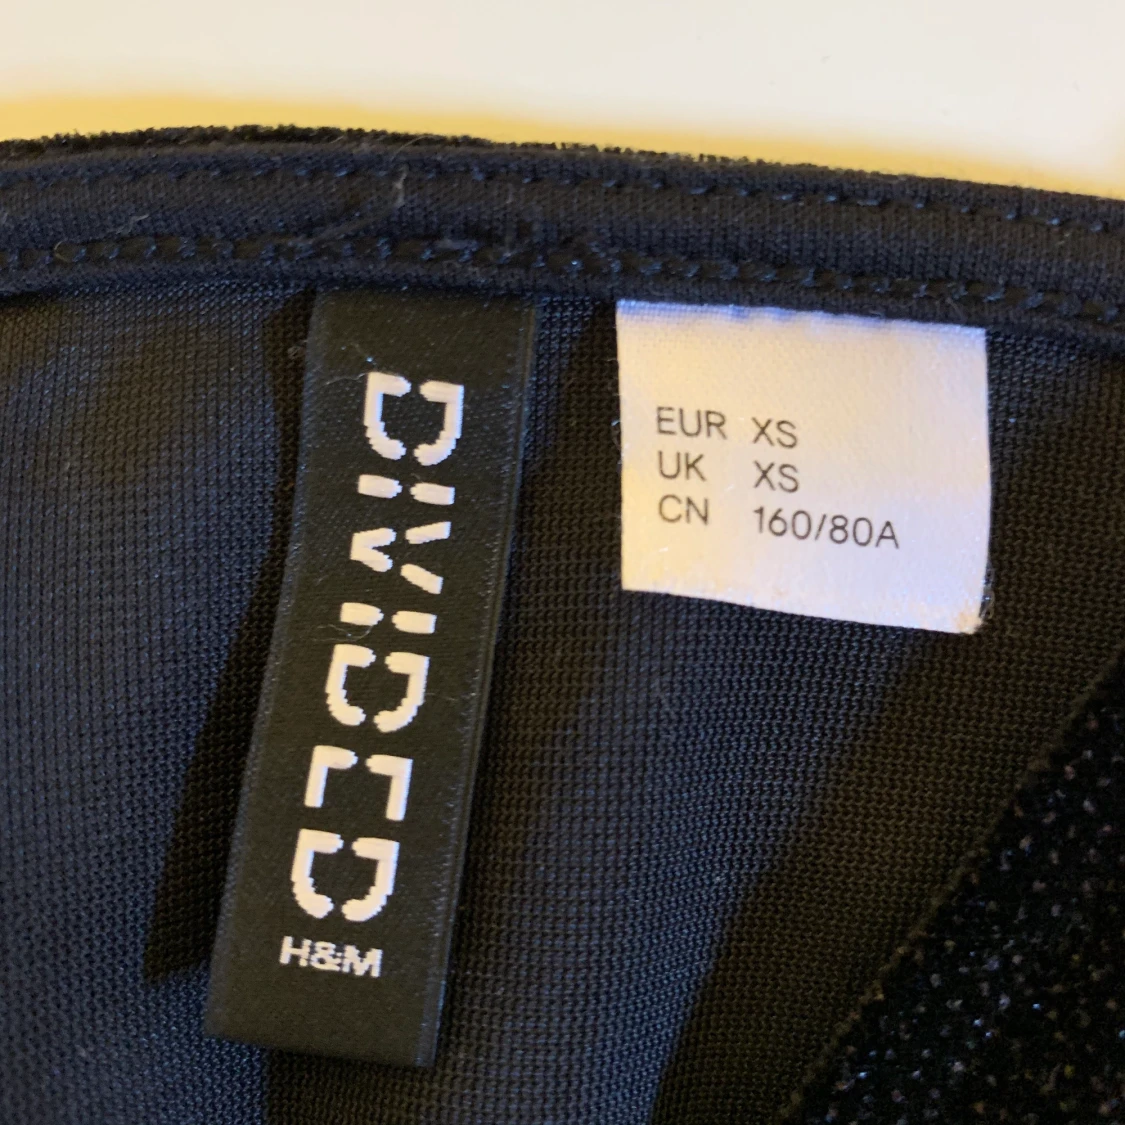 DIVIDED
H&M
EUR XS
UK XS
CN 160/80A